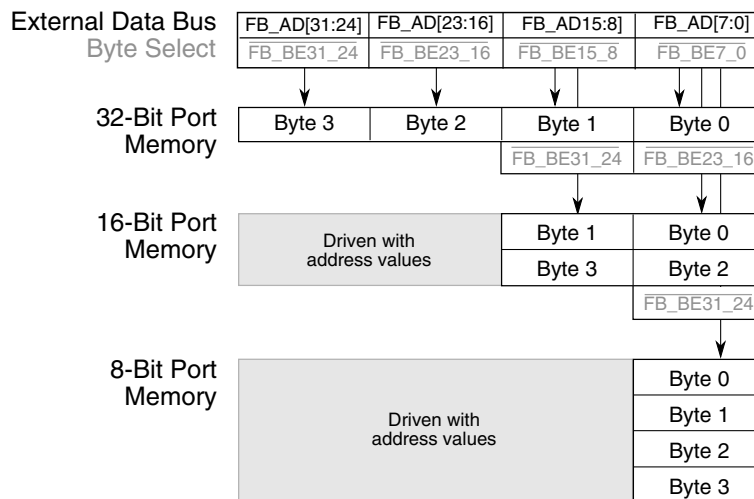 External Data Bus FB_AD[31:24] FB_AD[23:16] FB_AD15:8] FB_AD[7:0]
Byte Select FB_BE31_24 FB_BE23_16 FB_BE15_8 FB_BE7_0
32-Bit Port
Memory
Byte 3 Byte 2 Byte 1 Byte 0
FB_BE31_24 FB_BE23_16
16-Bit Port
Memory
Driven with
address values
Byte 1 Byte 0
Byte 3 Byte 2
FB_BE31_24
8-Bit Port
Memory
Driven with
address values
Byte 0
Byte 1
Byte 2
Byte 3